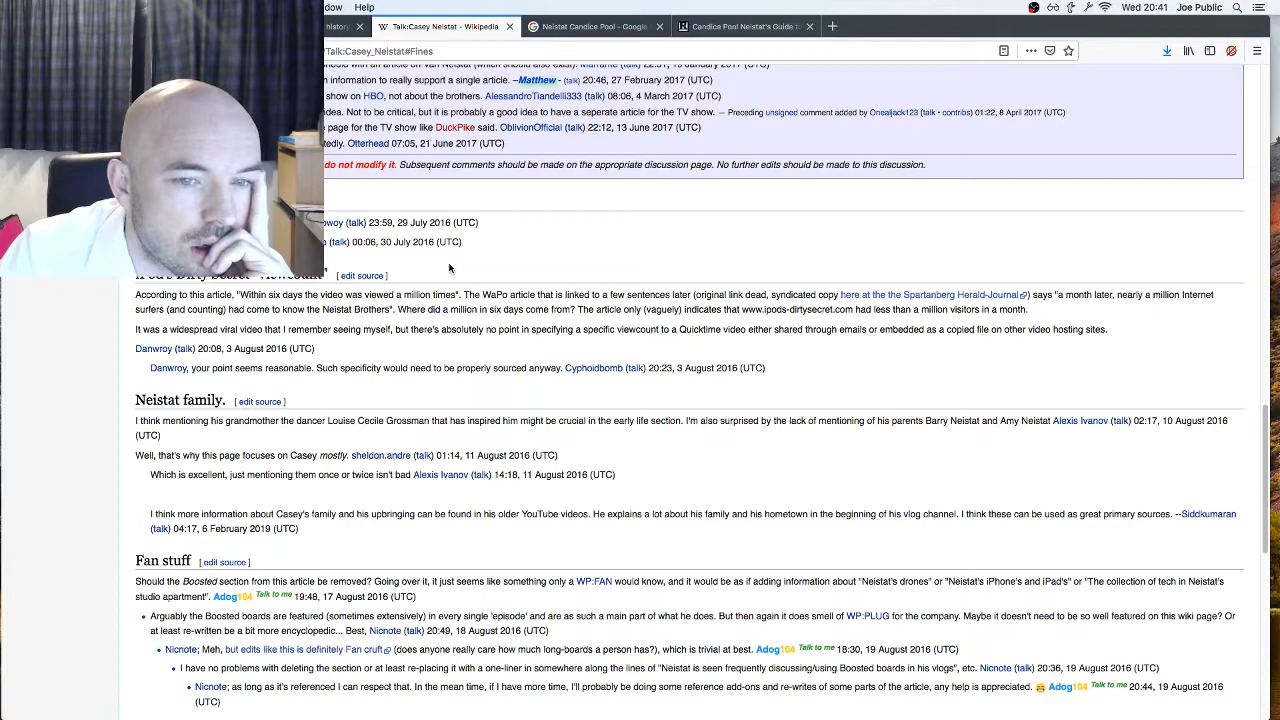 dow Help Wed 20:41 Joe Public
history Talk:Casey Neistat - Wikipedia Neistat Candice Pool - Google Candice Pool Neistat's Guide
/Talk:Casey_Neistat#Fines
should with an article on Van Neistat (which should also exist). (talk) 22:51, 19 January 2017 (UTC)
information to really support a single article. --Matthew - (talk) 20:46, 27 February 2017 (UTC)
show on HBO, not about the brothers. AlessandroTiandelli333 (talk) 08:06, 4 March 2017 (UTC)
idea. Not to be critical, but it is probably a good idea to have a seperate article for the TV show. – Preceding unsigned comment added by Onealjack123 (talk • contribs) 01:22, 8 April 2017 (UTC)
page for the TV show like DuckPike said. OblivionOfficial (talk) 22:12, 13 June 2017 (UTC)
tedly. Otterhead 07:05, 21 June 2017 (UTC)
do not modify it. Subsequent comments should be made on the appropriate discussion page. No further edits should be made to this discussion.
owoy (talk) 23:59, 29 July 2016 (UTC)
(talk) 00:06, 30 July 2016 (UTC)
iPod's Dirty Secret "viewcount" [ edit source ]
According to this article, "Within six days the video was viewed a million times". The WaPo article that is linked to a few sentences later (original link dead, syndicated copy here at the the Spartanberg Herald-Journal) says "a month later, nearly a million Internet
surfers (and counting) had come to know the Neistat Brothers". Where did a million in six days come from? The article only (vaguely) indicates that www.ipods-dirtysecret.com had less than a million visitors in a month.
It was a widespread viral video that I remember seeing myself, but there's absolutely no point in specifying a specific viewcount to a Quicktime video either shared through emails or embedded as a copied file on other video hosting sites.
Danwroy (talk) 20:08, 3 August 2016 (UTC)
Danwroy, your point seems reasonable. Such specificity would need to be properly sourced anyway. Cyphoidbomb (talk) 20:23, 3 August 2016 (UTC)
Neistat family. [ edit source ]
I think mentioning his grandmother the dancer Louise Cecile Grossman that has inspired him might be crucial in the early life section. I'm also surprised by the lack of mentioning of his parents Barry Neistat and Amy Neistat Alexis Ivanov (talk) 02:17, 10 August 2016
(UTC)
Well, that's why this page focuses on Casey mostly. sheldon.andre (talk) 01:14, 11 August 2016 (UTC)
Which is excellent, just mentioning them once or twice isn't bad Alexis Ivanov (talk) 14:18, 11 August 2016 (UTC)
I think more information about Casey's family and his upbringing can be found in his older YouTube videos. He explains a lot about his family and his hometown in the beginning of his vlog channel. I think these can be used as great primary sources. --Siddkumaran
(talk) 04:17, 6 February 2019 (UTC)
Fan stuff [ edit source ]
Should the Boosted section from this article be removed? Going over it, it just seems like something only a WP:FAN would know, and it would be as if adding information about "Neistat's drones" or "Neistat's iPhone's and iPad's" or "The collection of tech in Neistat's
studio apartment". Adog104 Talk to me 19:48, 17 August 2016 (UTC)
• Arguably the Boosted boards are featured (sometimes extensively) in every single 'episode' and are as such a main part of what he does. But then again it does smell of WP:PLUG for the company. Maybe it doesn't need to be so well featured on this wiki page? Or
at least re-written be a bit more encyclopedic... Best, Nicnote (talk) 20:49, 18 August 2016 (UTC)
• Nicnote; Meh, but edits like this is definitely Fan cruft (does anyone really care how much long-boards a person has?), which is trivial at best. Adog104 Talk to me 18:30, 19 August 2016 (UTC)
• I have no problems with deleting the section or at least re-placing it with a one-liner in somewhere along the lines of "Neistat is seen frequently discussing/using Boosted boards in his vlogs", etc. Nicnote (talk) 20:36, 19 August 2016 (UTC)
• Nicnote; as long as it's referenced I can respect that. In the mean time, if I have more time, I'll probably be doing some reference add-ons and re-writes of some parts of the article, any help is appreciated. Adog104 Talk to me 20:44, 19 August 2016
(UTC)